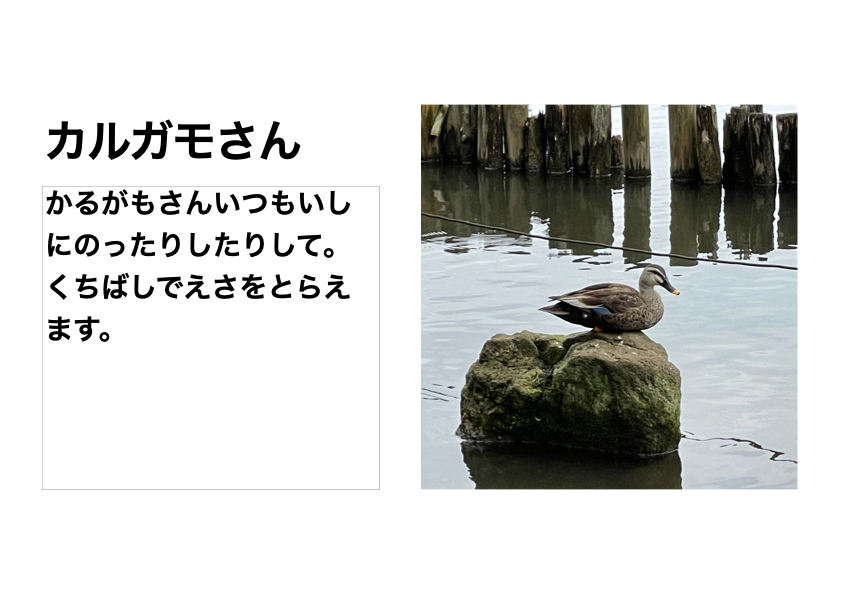 カルガモさん
かるがもさんいつもいし
にのったりしたりして。
くちばしでえさをとらえ
ます。